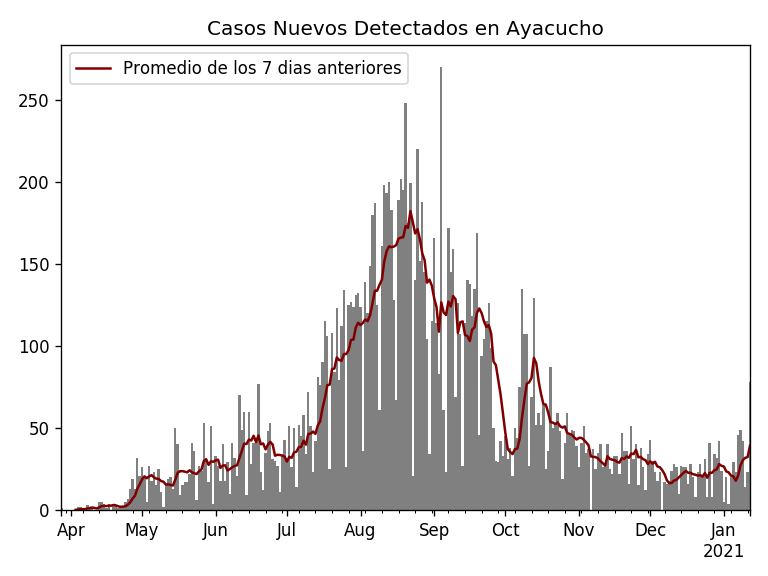 Casos Nuevos Detectados en Ayacucho
Promedio de los 7 dias anteriores
250
200
150
100
50
0
Apr May Jun Jul Aug Sep Oct Nov Dec Jan
2021